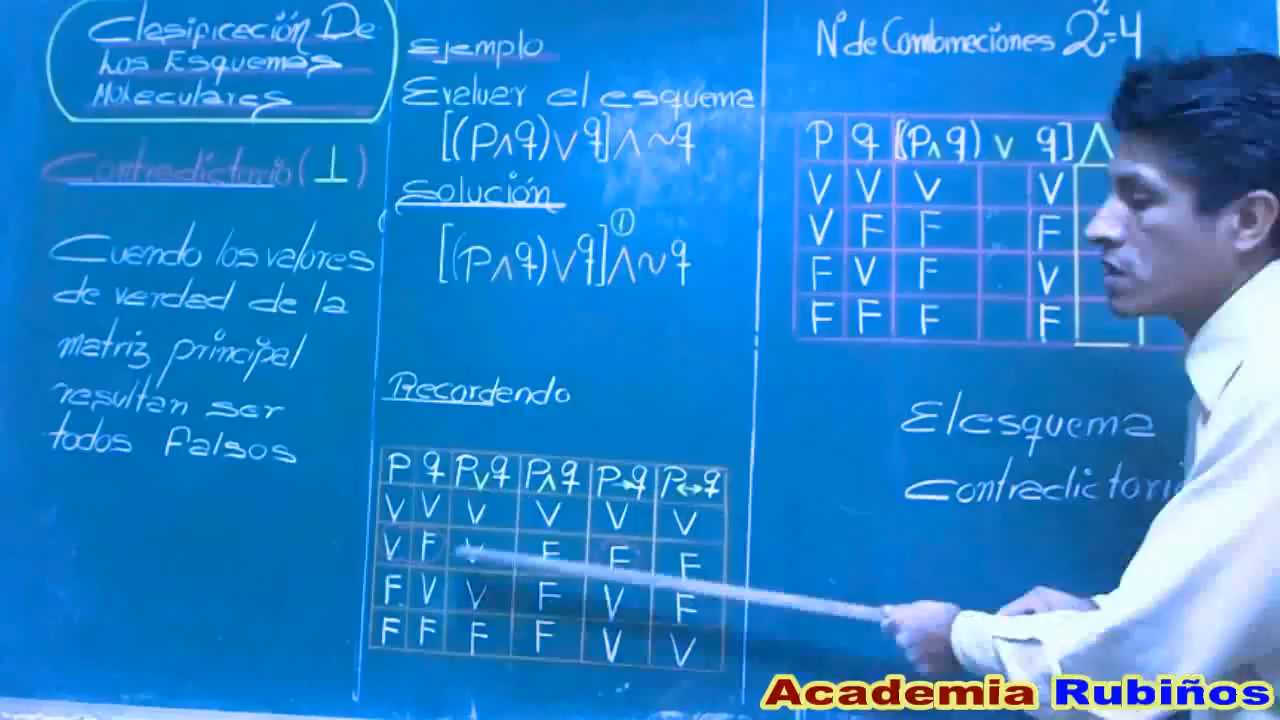 Clasificación De
Los Esquemas
Moleculares
Contradictorio (⊥)
Cuando los valores
de verdad de la
matriz principal
resultan ser
todos Falsos
Ejemplo
Evaluar el esquema
[(p∧q)∨q]∧~q
Solución
①
[(p∧q)∨q]∧~q
Recordando
p q p∨q p∧q p→q p↔q
V V V V V V
V F V F F F
F V V F V F
F F F F V V
N° de Combinaciones 2²=4
p q [(p∧q) ∨ q] ∧
V V V V
V F F F
F V F V
F F F F
El esquema
Contradictori
Academia Rubiños